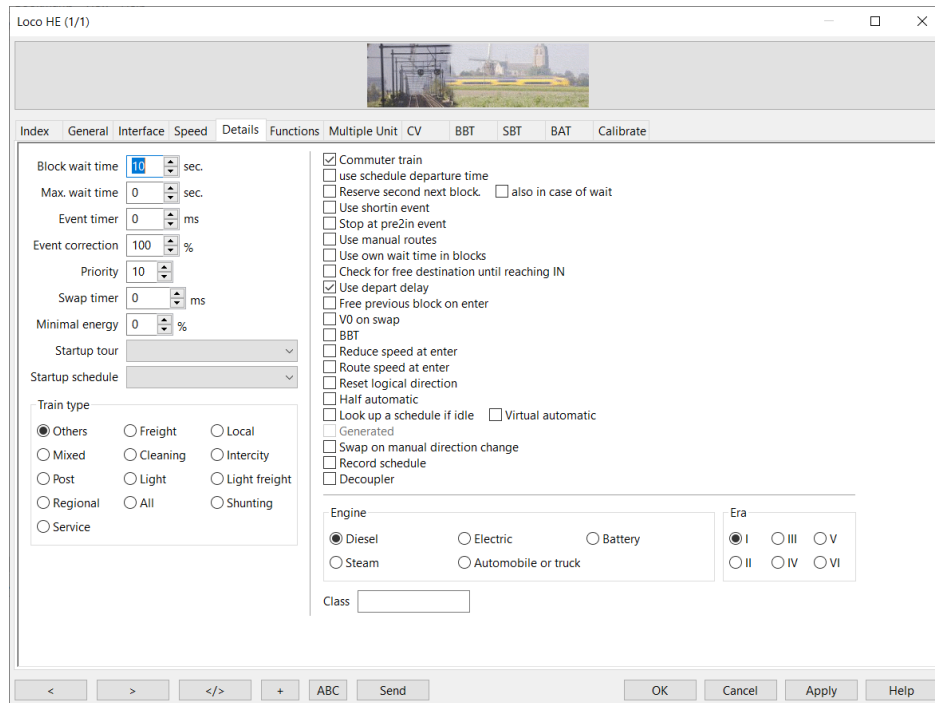 Loco HE (1/1)
Index General Interface Speed Details Functions Multiple Unit CV BBT SBT BAT Calibrate
Block wait time 10 sec.
Max. wait time 0 sec.
Event timer 0 ms
Event correction 100 %
Priority 10
Swap timer 0 ms
Minimal energy 0 %
Startup tour
Startup schedule
Train type
Others Freight Local
Mixed Cleaning Intercity
Post Light Light freight
Regional All Shunting
Service
Commuter train
use schedule departure time
Reserve second next block. also in case of wait
Use shortin event
Stop at pre2in event
Use manual routes
Use own wait time in blocks
Check for free destination until reaching IN
Use depart delay
Free previous block on enter
V0 on swap
BBT
Reduce speed at enter
Route speed at enter
Reset logical direction
Half automatic
Look up a schedule if idle Virtual automatic
Generated
Swap on manual direction change
Record schedule
Decoupler
Engine
Diesel Electric Battery
Steam Automobile or truck
Era
I III V
II IV VI
Class
< > </> + ABC Send OK Cancel Apply Help